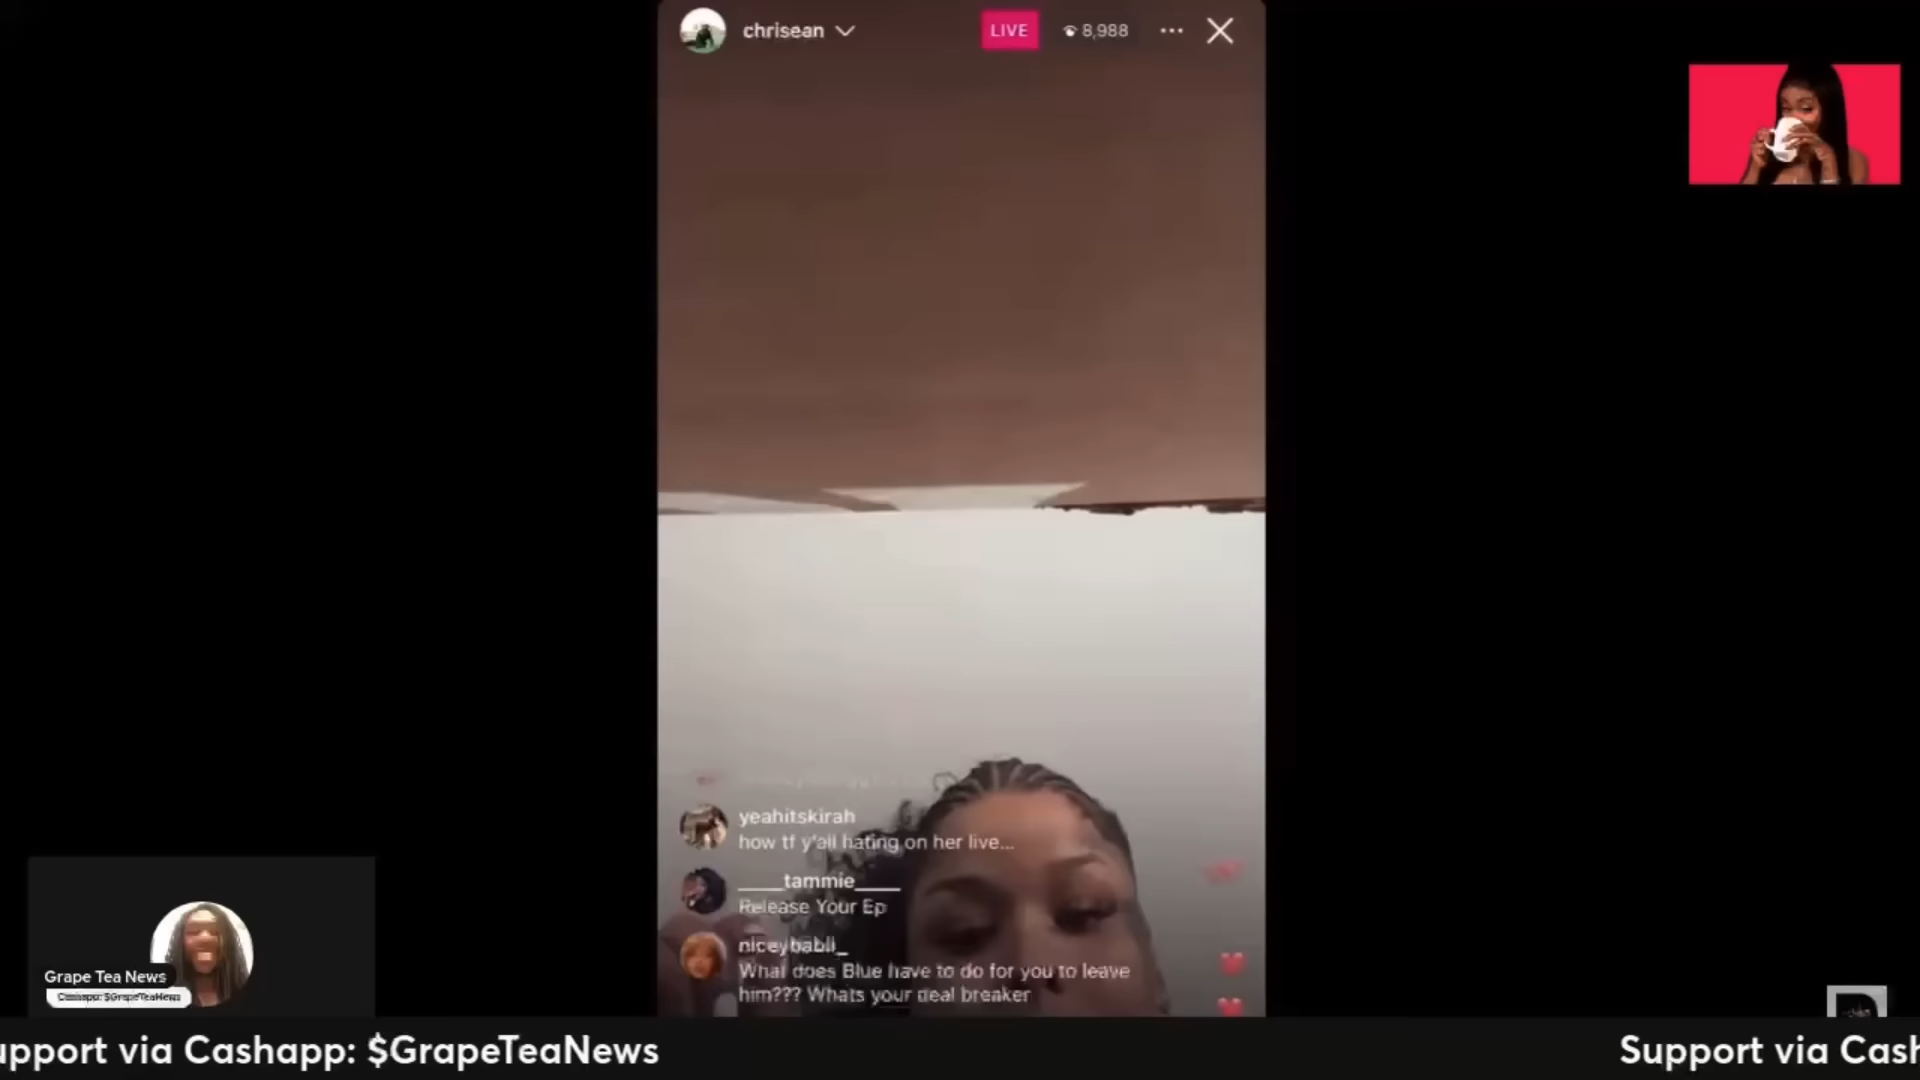 chrisean
LIVE
8,988
yeahitskirah
how tf y'all hating on her live...
____tammie____
Release Your Ep
niceybabii_
What does Blue have to do for you to leave
him??? Whats your deal breaker
Grape Tea News
Cashapp: $GrapeTeaNews
upport via Cashapp: $GrapeTeaNews
Support via Cash